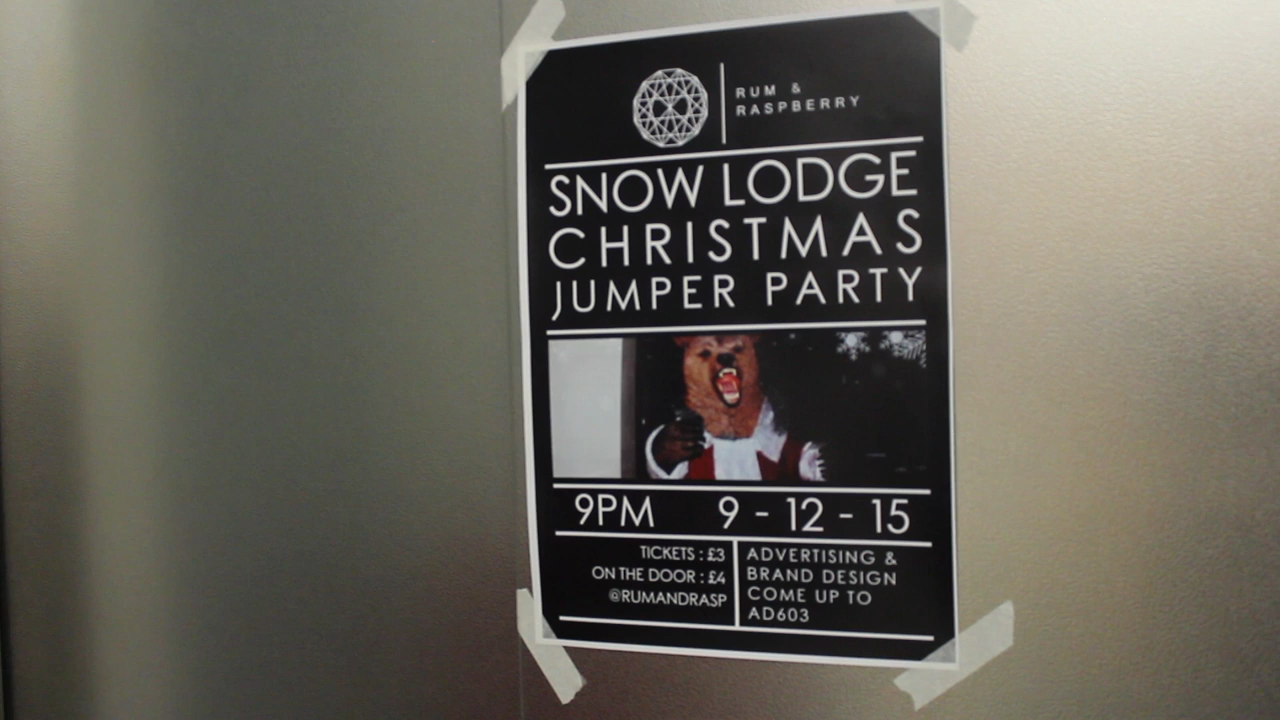 RUM &
RASPBERRY
SNOW LODGE
CHRISTMAS
JUMPER PARTY
9PM 9 - 12 - 15
TICKETS : £3
ON THE DOOR : £4
@RUMANDRASP
ADVERTISING &
BRAND DESIGN
COME UP TO
AD603